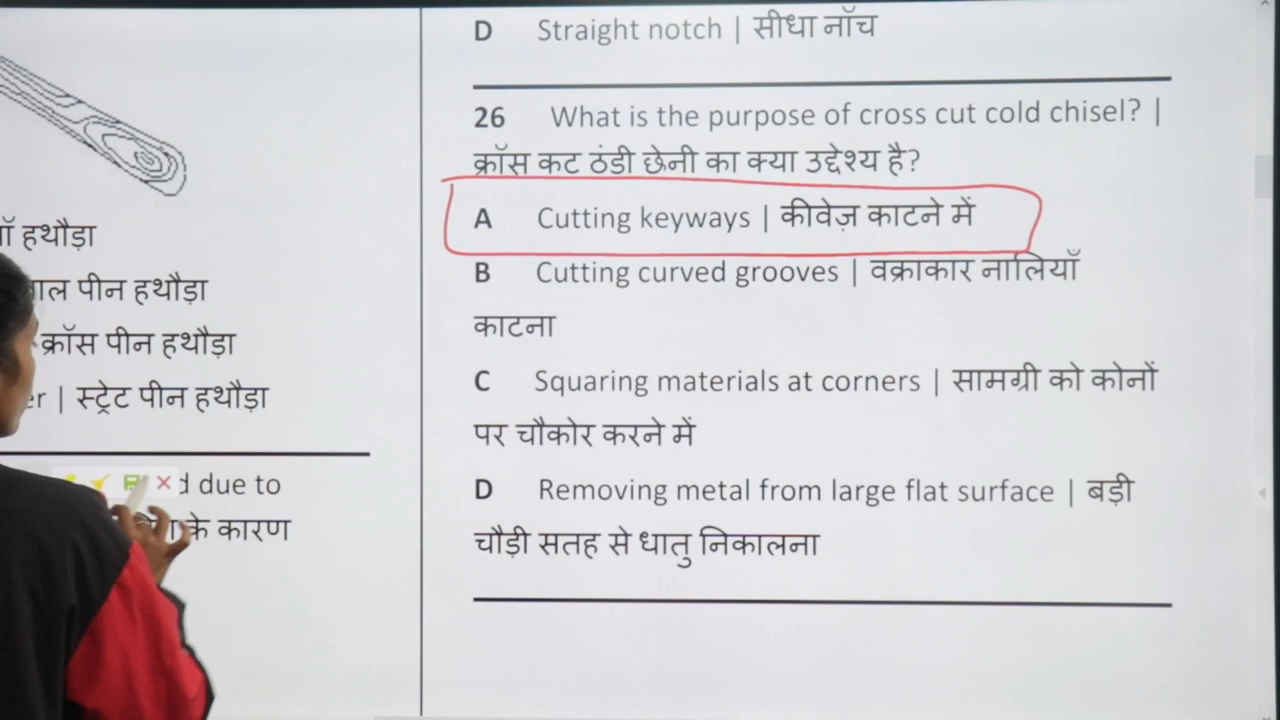 हथौड़ा
पीन हथौड़ा
क्रॉस पीन हथौड़ा
| स्ट्रेट पीन हथौड़ा
due to
के कारण
D Straight notch | सीधा नॉच
26 What is the purpose of cross cut cold chisel? |
क्रॉस कट ठंडी छेनी का क्या उद्देश्य है?
A Cutting keyways | कीवेज़ काटने में
B Cutting curved grooves | वक्राकार नालियाँ
काटना
C Squaring materials at corners | सामग्री को कोनों
पर चौकोर करने में
D Removing metal from large flat surface | बड़ी
चौड़ी सतह से धातु निकालना